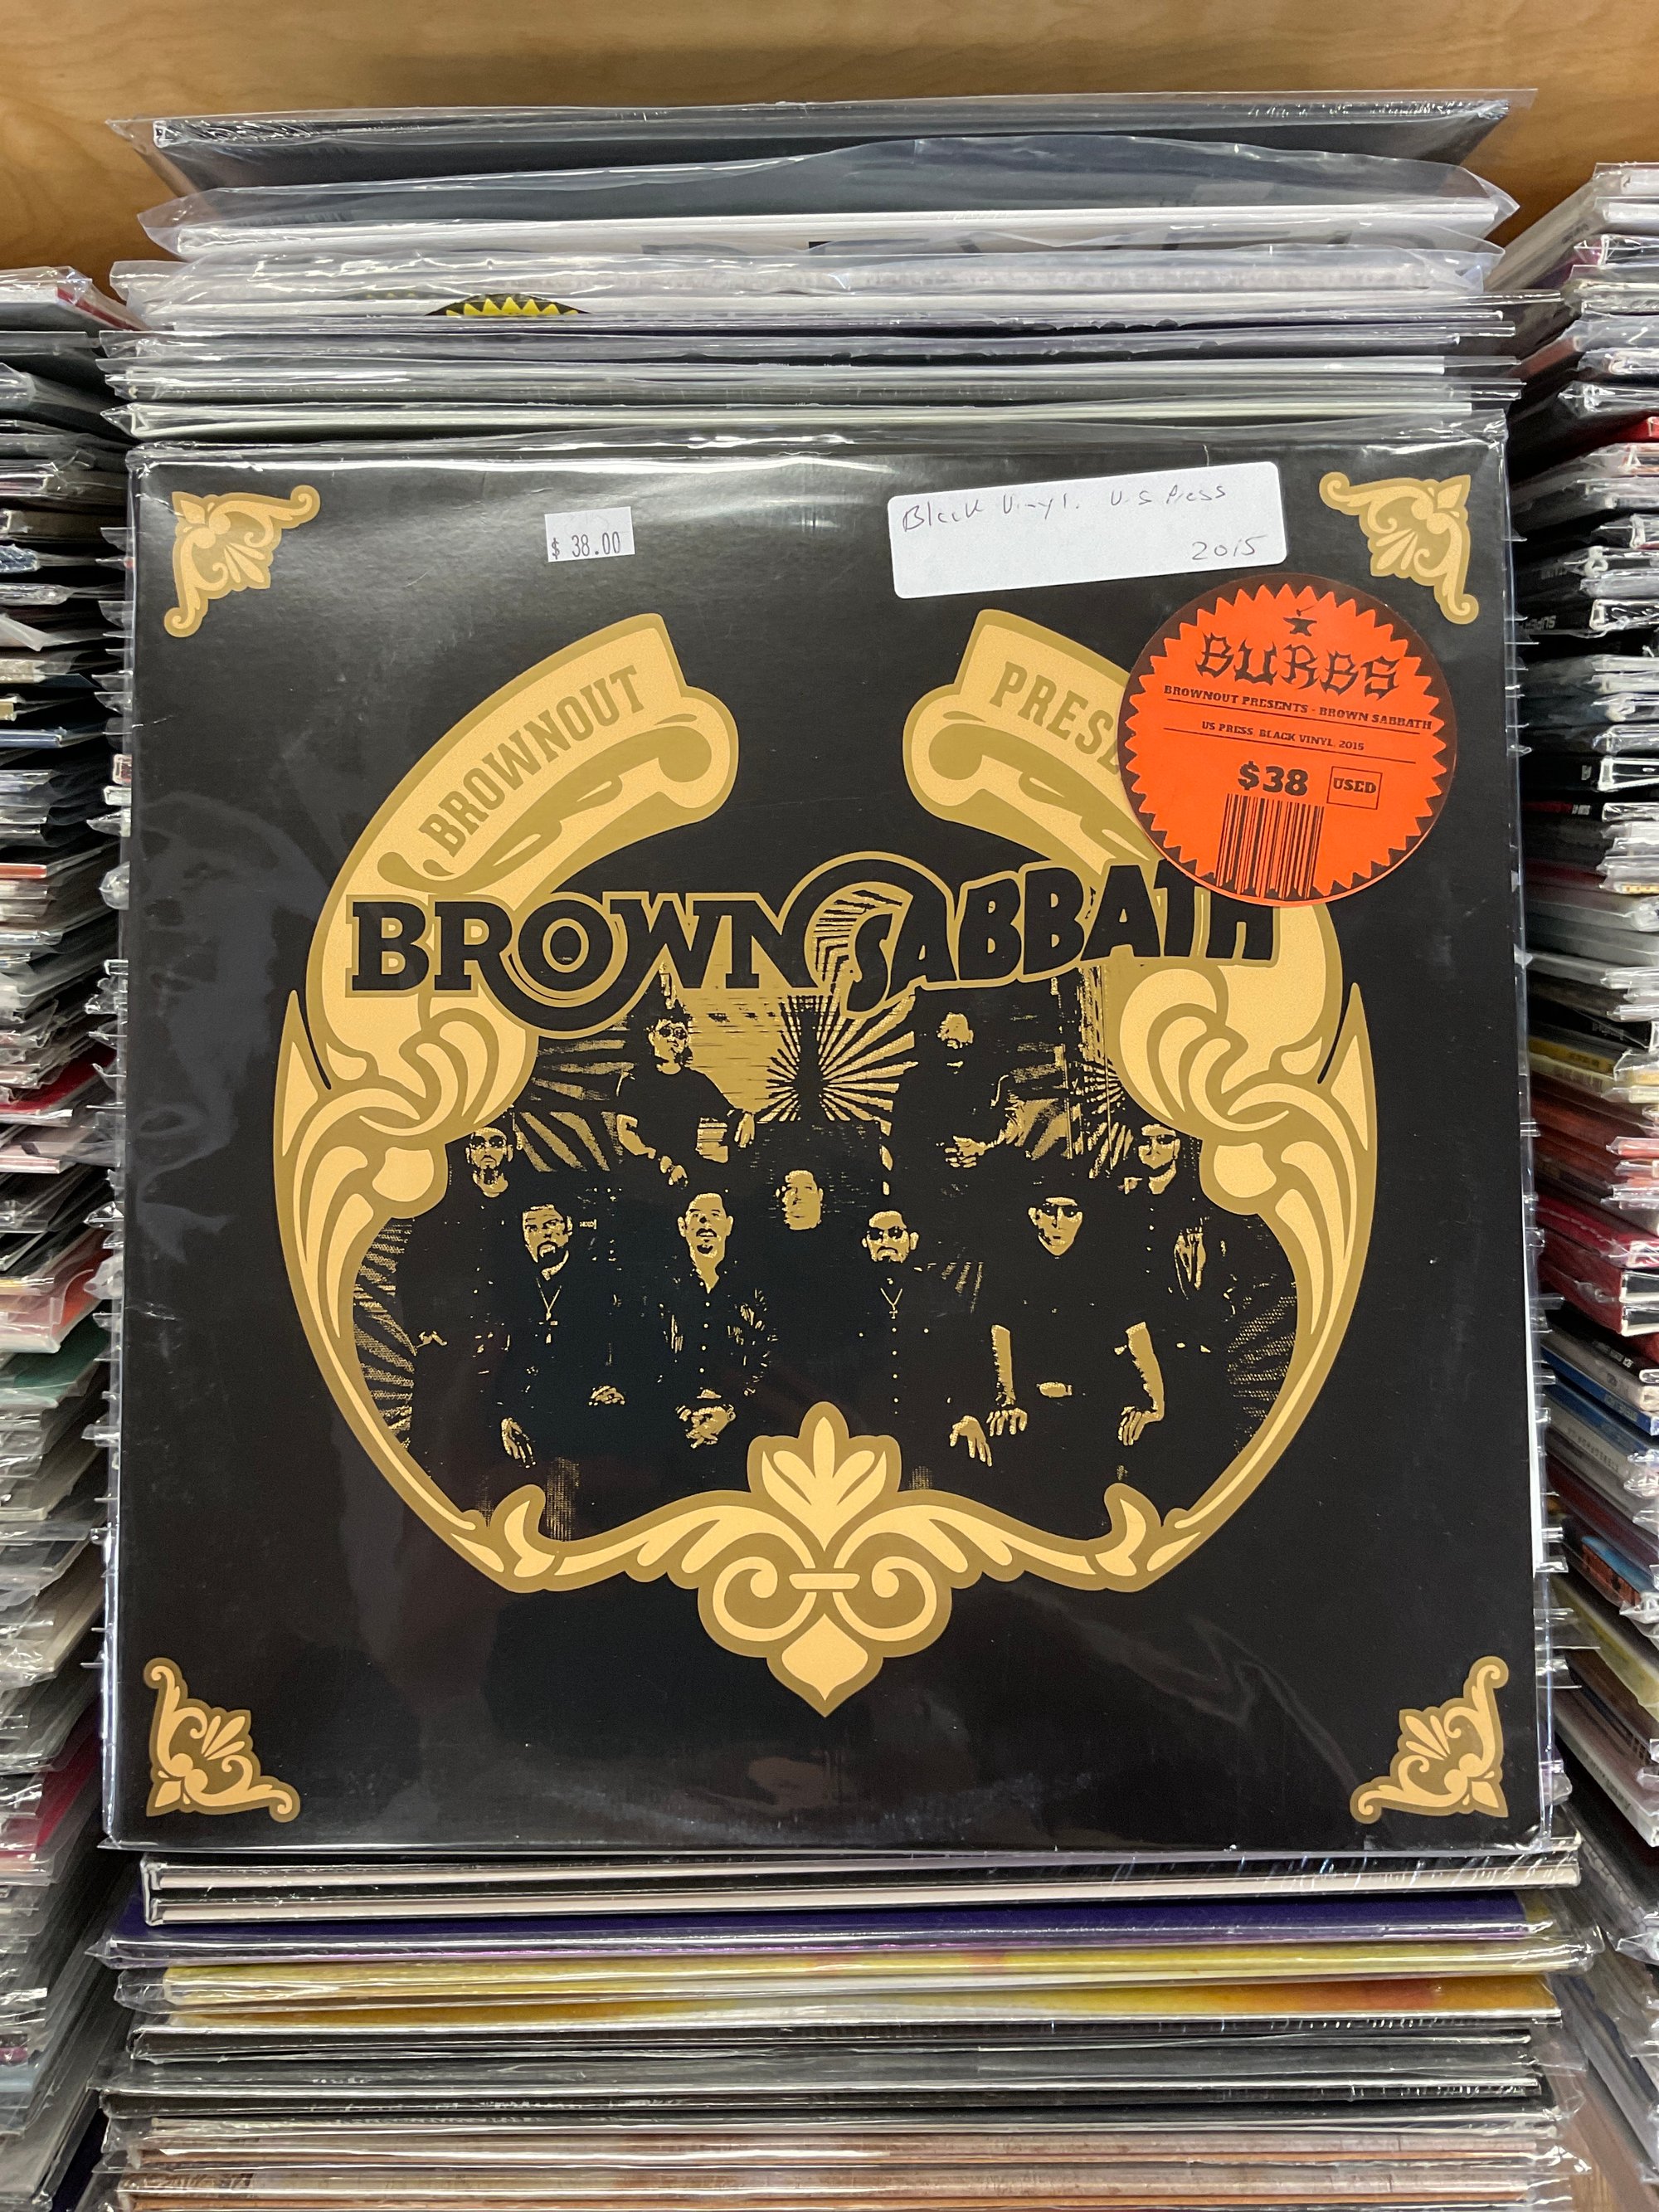 $ 38.00
Black Vinyl. U.S Press
2015
BROWNOUT
PRESE
BURBS
BROWNOUT PRESENTS - BROWN SABBATH
US PRESS, BLACK VINYL, 2015
$38
USED
BROWN SABBATH